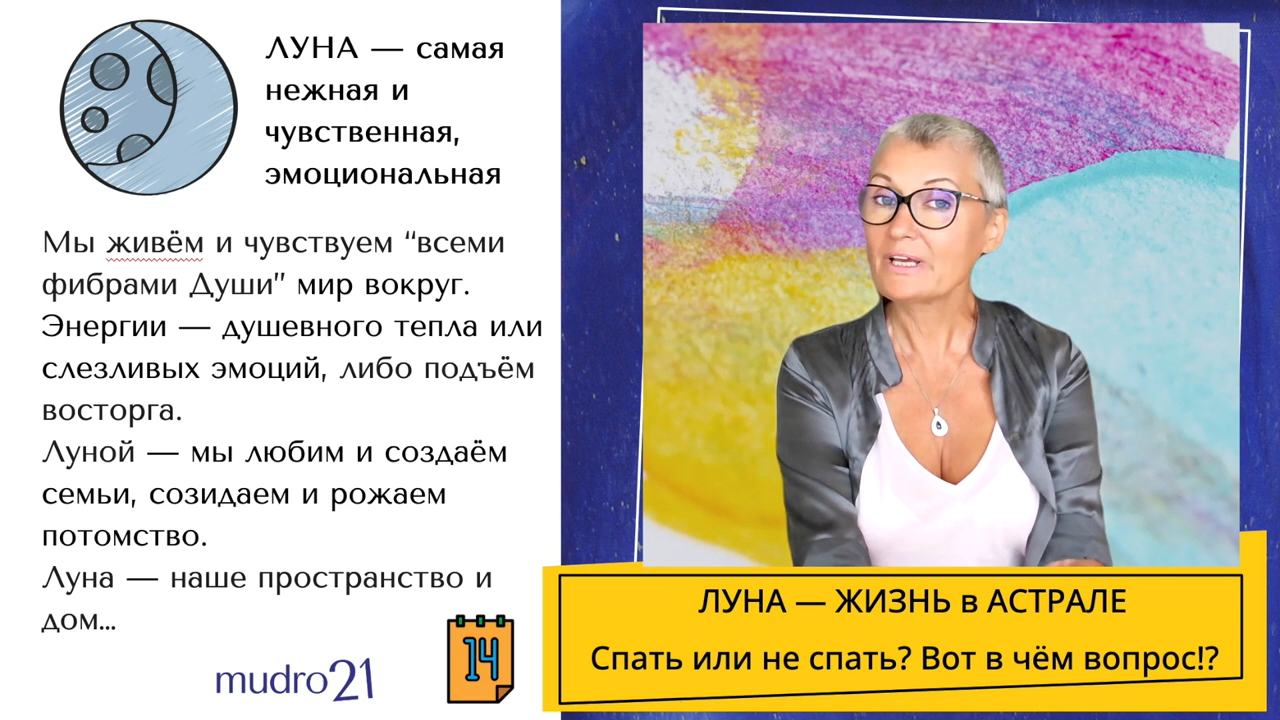 ЛУНА — самая
нежная и
чувственная,
эмоциональная
Мы живём и чувствуем “всеми
фибрами Души” мир вокруг.
Энергии — душевного тепла или
слезливых эмоций, либо подъём
восторга.
Луной — мы любим и создаём
семьи, созидаем и рожаем
потомство.
Луна — наше пространство и
дом...
mudro21
14
ЛУНА — ЖИЗНЬ в АСТРАЛЕ
Спать или не спать? Вот в чём вопрос!?